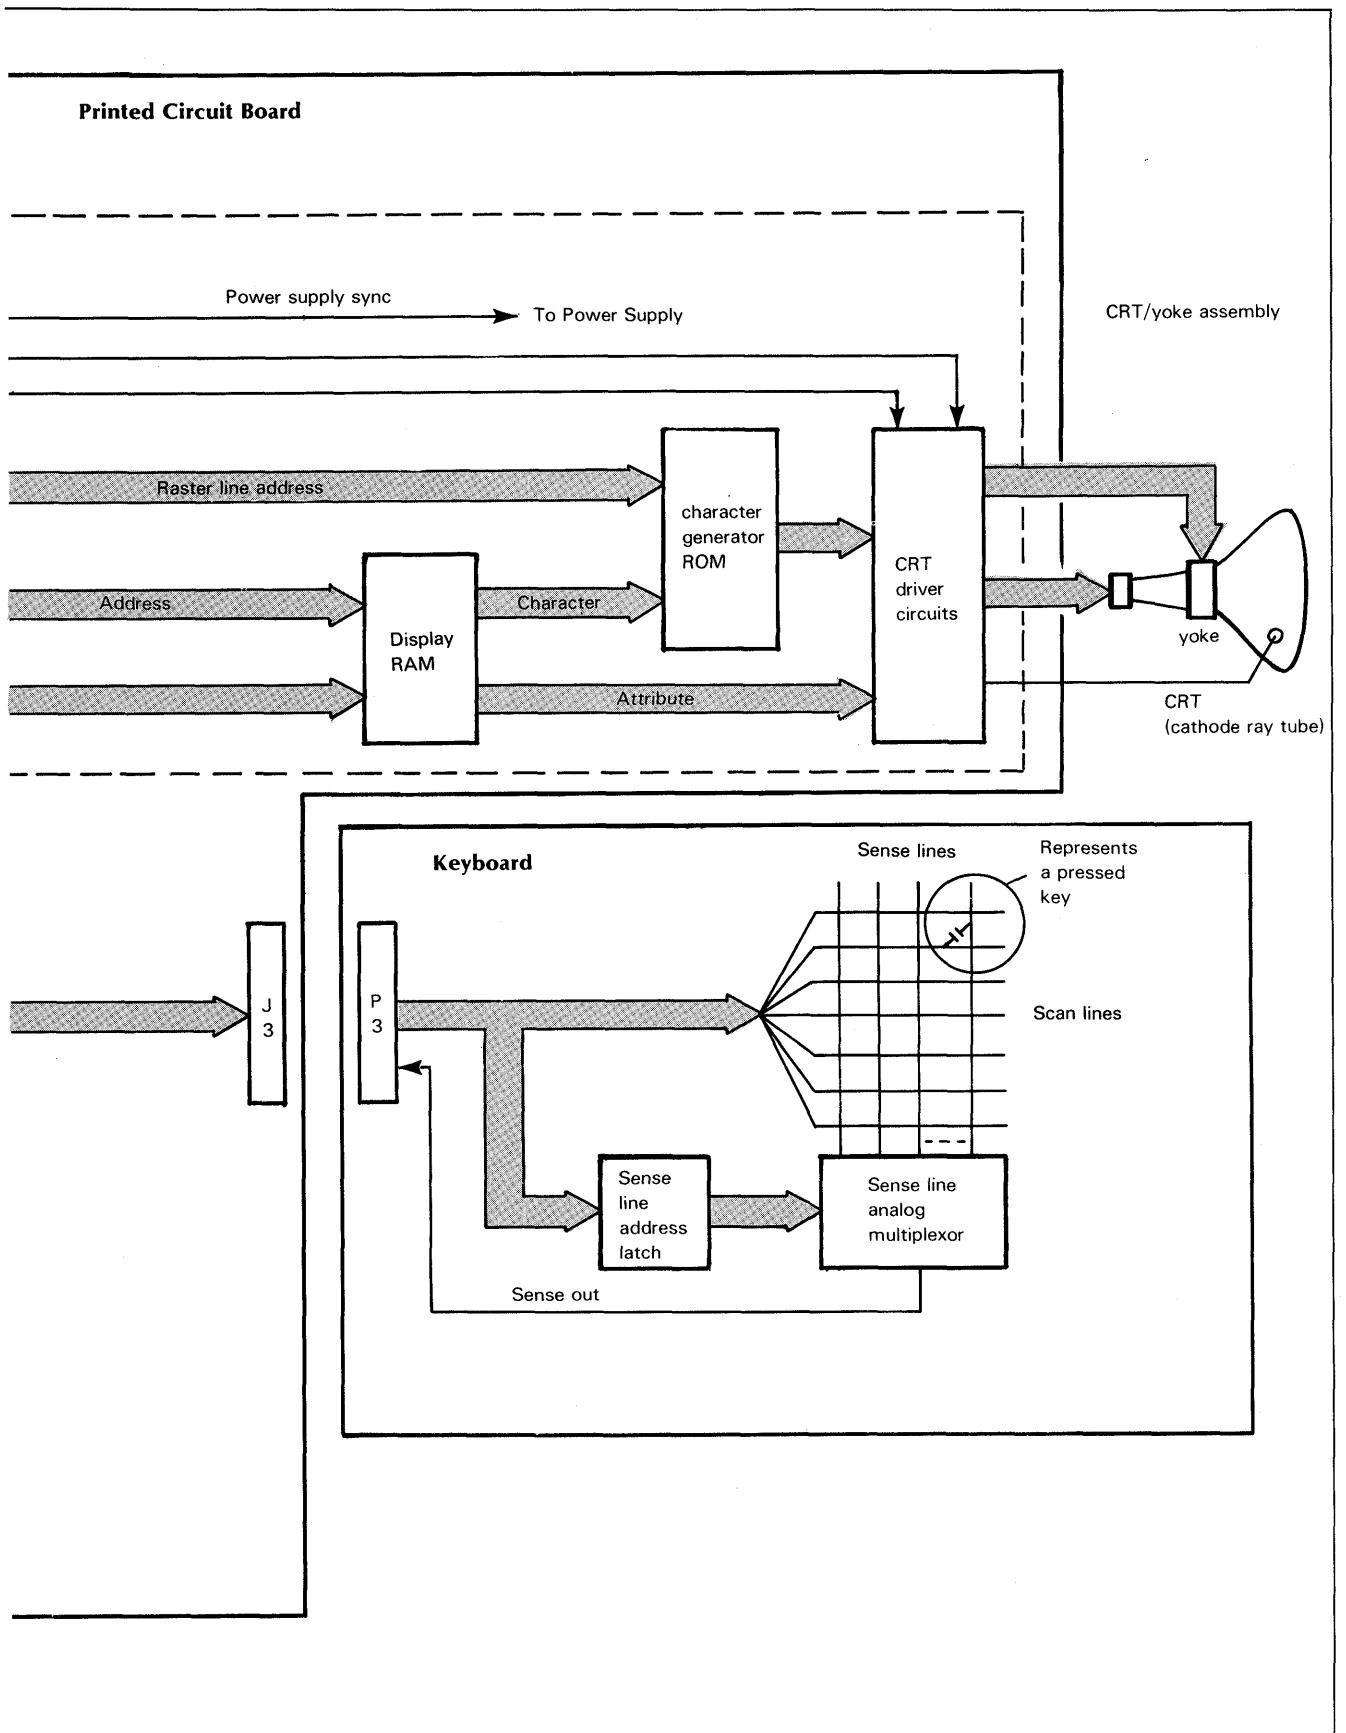 Printed Circuit Board
Power supply sync
To Power Supply
CRT/yoke assembly
Raster line address
character
generator
ROM
CRT
driver
circuits
Address
Character
Display
RAM
yoke
Attribute
CRT
(cathode ray tube)
Keyboard
Sense lines
Represents
a pressed
key
J
3
P
3
Scan lines
Sense
line
address
latch
Sense line
analog
multiplexor
Sense out